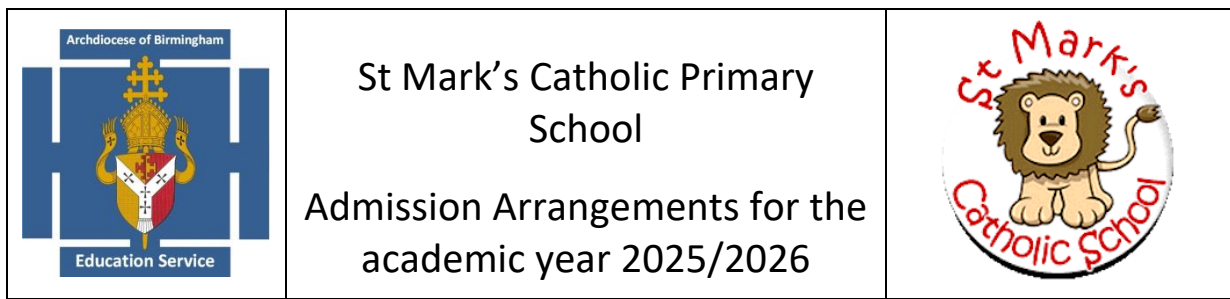 Archdiocese of Birmingham
Education Service
St Mark’s Catholic Primary
School
Admission Arrangements for the
academic year 2025/2026
St Mark's
Catholic School